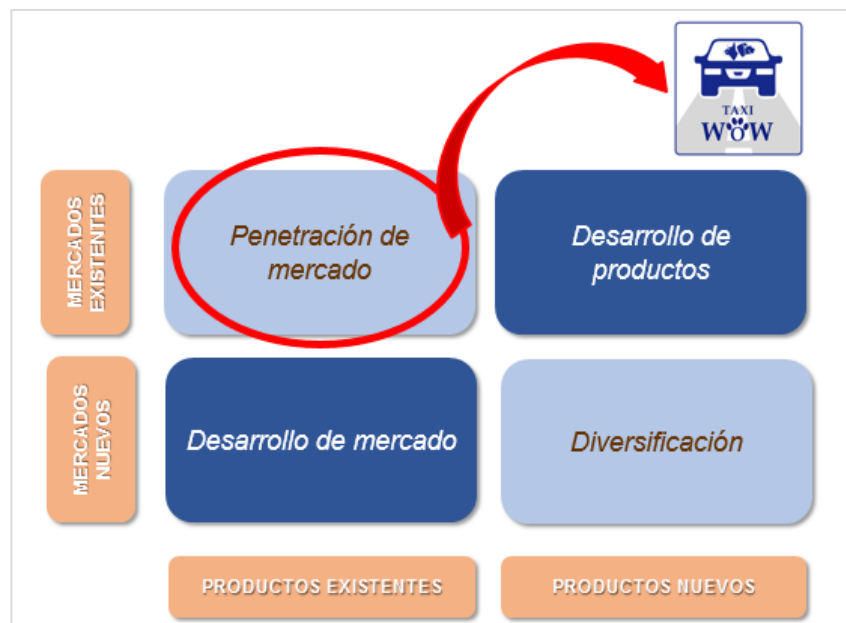 TAXI
WOW
MERCADOS
EXISTENTES
Penetración de
mercado
Desarrollo de
productos
MERCADOS
NUEVOS
Desarrollo de mercado
Diversificación
PRODUCTOS EXISTENTES
PRODUCTOS NUEVOS